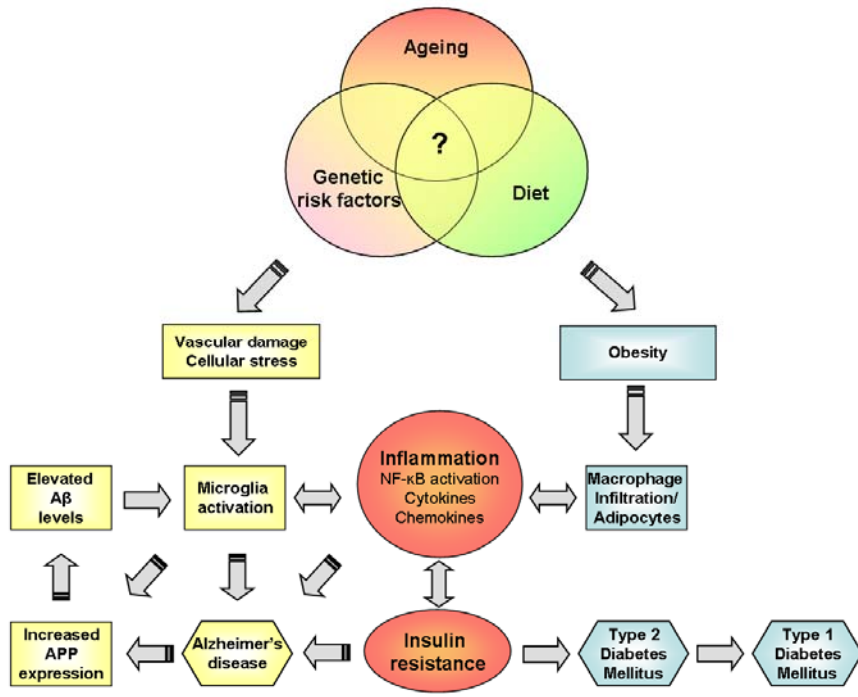 Ageing
?
Genetic
risk factors
Diet
Vascular damage
Cellular stress
Obesity
Elevated
Aβ
levels
Microglia
activation
Inflammation
NF-κB activation
Cytokines
Chemokines
Macrophage
Infiltration/
Adipocytes
Increased
APP
expression
Alzheimer's
disease
Insulin
resistance
Type 2
Diabetes
Mellitus
Type 1
Diabetes
Mellitus